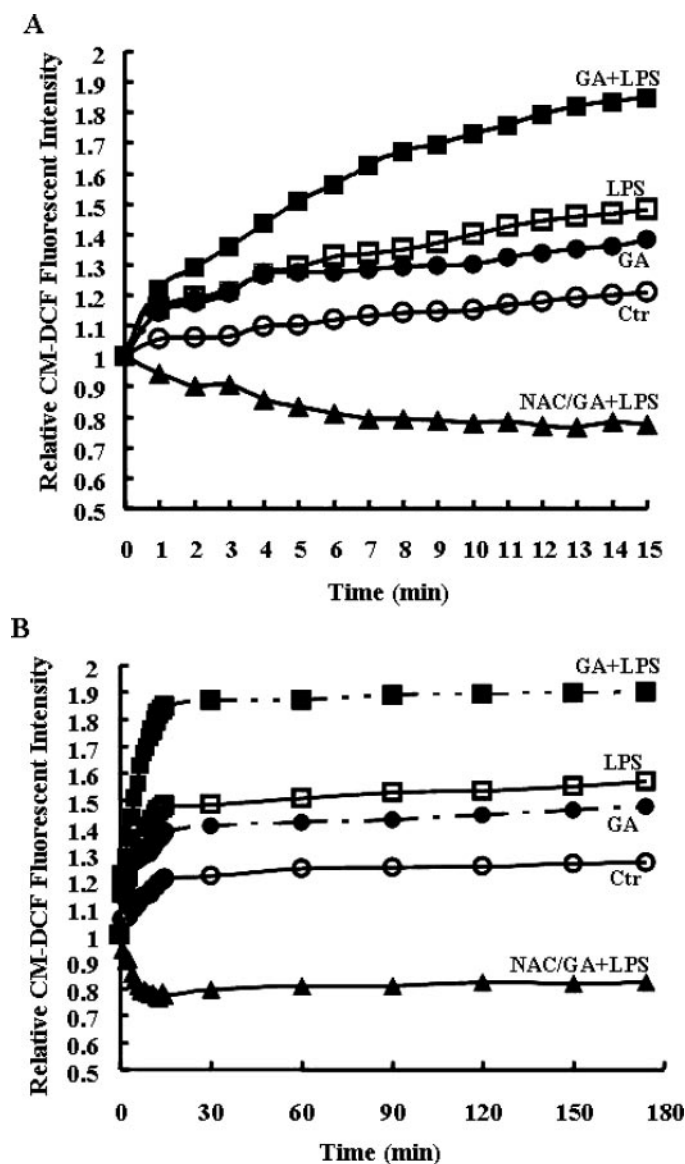 A
Relative CM-DCF Fluorescent Intensity
2
1.9
1.8
1.7
1.6
1.5
1.4
1.3
1.2
1.1
1
0.9
0.8
0.7
0.6
0.5
GA+LPS
LPS
GA
Ctr
NAC/GA+LPS
0 1 2 3 4 5 6 7 8 9 10 11 12 13 14 15
Time (min)
B
Relative CM-DCF Fluorescent Intensity
2
1.9
1.8
1.7
1.6
1.5
1.4
1.3
1.2
1.1
1
0.9
0.8
0.7
0.6
0.5
GA+LPS
LPS
GA
Ctr
NAC/GA+LPS
0 30 60 90 120 150 180
Time (min)